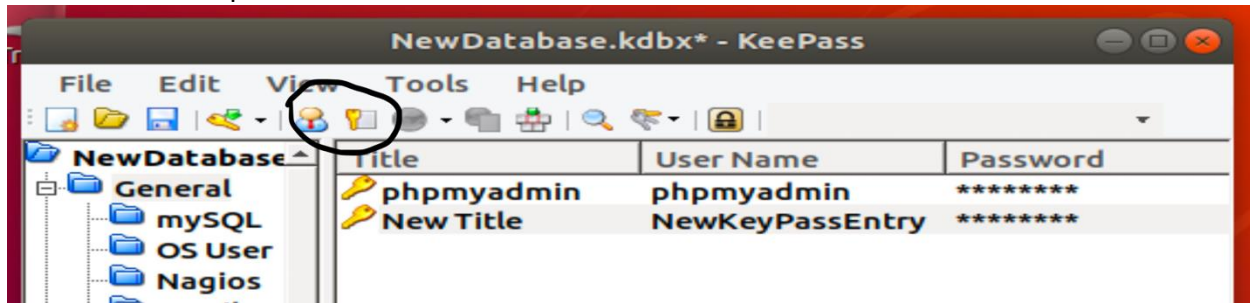 NewDatabase.kdbx* - KeePass
File Edit View Tools Help
NewDatabase Title User Name Password
General phpmyadmin phpmyadmin ********
mySQL New Title NewKeyPassEntry ********
OS User
Nagios